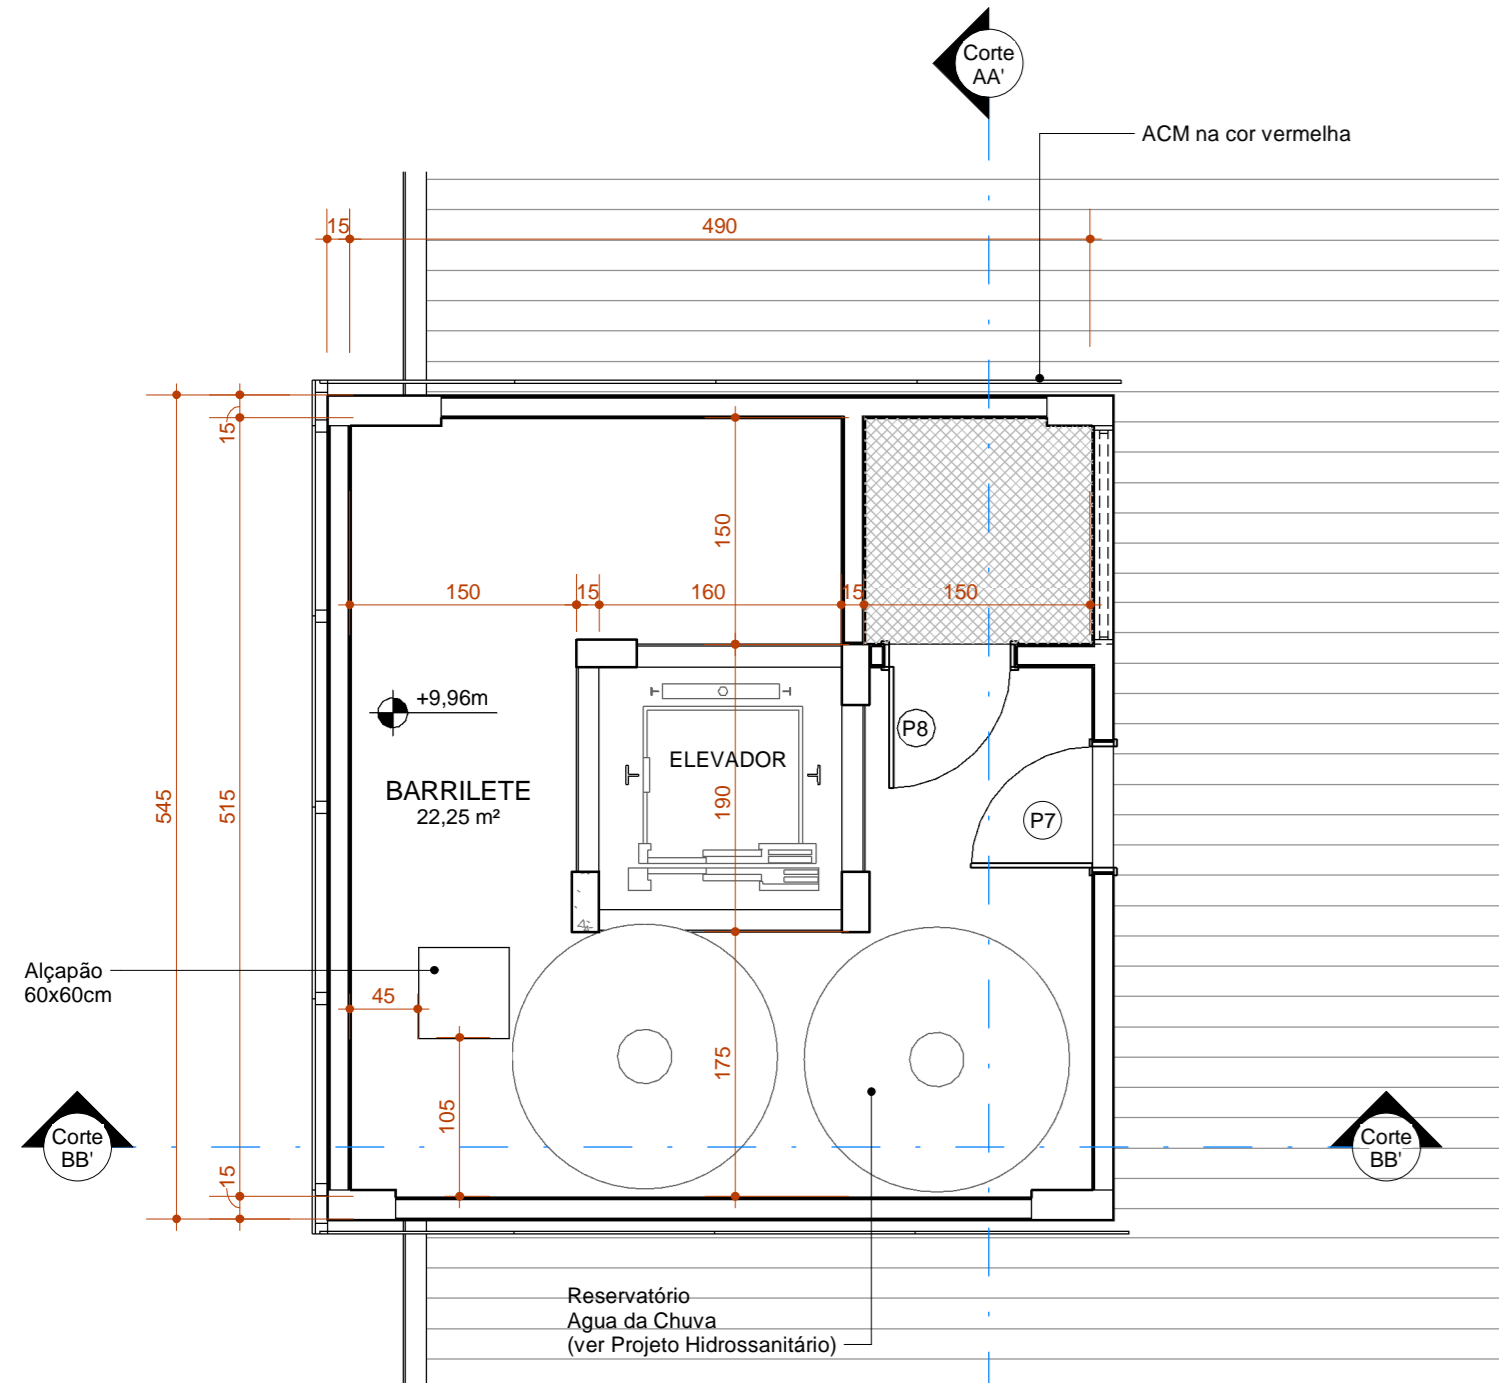 Corte
AA'
ACM na cor vermelha
15
490
15
150
150
15
160
15
150
+9,96m
P8
ELEVADOR
BARRILETE
22,25 m²
190
P7
545
515
Alçapão
60x60cm
45
175
105
Corte
BB'
Corte
BB'
15
Reservatório
Agua da Chuva
(ver Projeto Hidrossanitário)